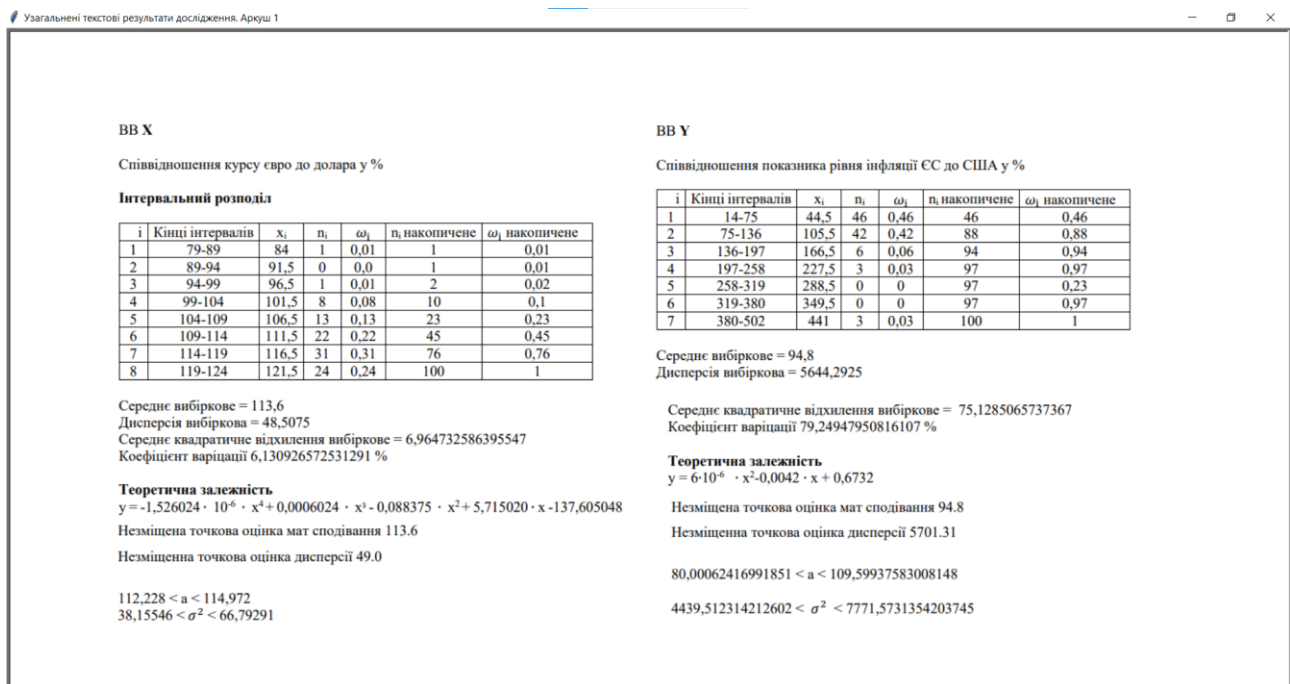 Узагальнені текстові результати дослідження. Аркуш 1
ВВ X
Співвідношення курсу євро до долара у %
Інтервальний розподіл
i Кінці інтервалів xᵢ nᵢ ωᵢ nᵢ накопичене ωᵢ накопичене
1 79-89 84 1 0,01 1 0,01
2 89-94 91,5 0 0,0 1 0,01
3 94-99 96,5 1 0,01 2 0,02
4 99-104 101,5 8 0,08 10 0,1
5 104-109 106,5 13 0,13 23 0,23
6 109-114 111,5 22 0,22 45 0,45
7 114-119 116,5 31 0,31 76 0,76
8 119-124 121,5 24 0,24 100 1
Середнє вибіркове = 113,6
Дисперсія вибіркова = 48,5075
Середнє квадратичне відхилення вибіркове = 6,964732586395547
Коефіцієнт варіації 6,130926572531291 %
Теоретична залежність
y = -1,526024 · 10⁻⁶ · x⁴ + 0,0006024 · x³ - 0,088375 · x² + 5,715020 · x -137,605048
Незміщена точкова оцінка мат сподівання 113.6
Незміщенна точкова оцінка дисперсії 49.0
112,228 < a < 114,972
38,15546 < σ² < 66,79291
ВВ Y
Співвідношення показника рівня інфляції ЄС до США у %
i Кінці інтервалів xᵢ nᵢ ωᵢ nᵢ накопичене ωᵢ накопичене
1 14-75 44,5 46 0,46 46 0,46
2 75-136 105,5 42 0,42 88 0,88
3 136-197 166,5 6 0,06 94 0,94
4 197-258 227,5 3 0,03 97 0,97
5 258-319 288,5 0 0 97 0,23
6 319-380 349,5 0 0 97 0,97
7 380-502 441 3 0,03 100 1
Середнє вибіркове = 94,8
Дисперсія вибіркова = 5644,2925
Середнє квадратичне відхилення вибіркове = 75,1285065737367
Коефіцієнт варіації 79,24947950816107 %
Теоретична залежність
y = 6·10⁻⁶ · x²-0,0042 · x + 0,6732
Незміщена точкова оцінка мат сподівання 94.8
Незміщенна точкова оцінка дисперсії 5701.31
80,00062416991851 < a < 109,59937583008148
4439,512314212602 < σ² < 7771,5731354203745